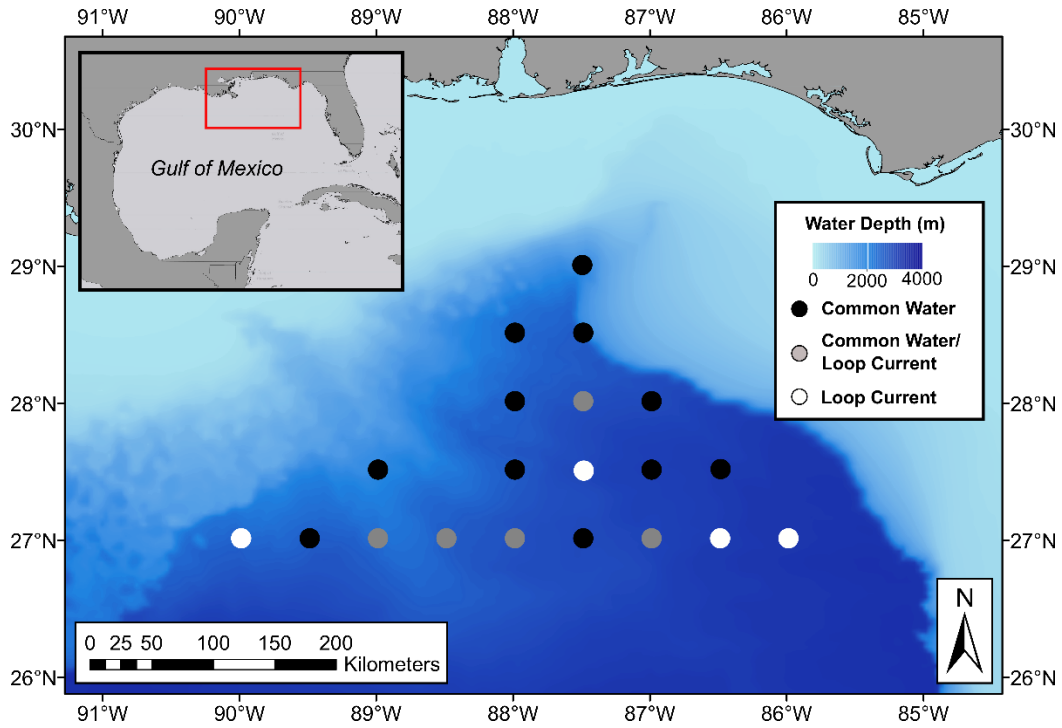 91°W 90°W 89°W 88°W 87°W 86°W 85°W
30°N 30°N
Gulf of Mexico
Water Depth (m)
0 2000 4000
29°N 29°N
Common Water
Common Water/
Loop Current
28°N 28°N
Loop Current
27°N 27°N
N
0 25 50 100 150 200
Kilometers
26°N 26°N
91°W 90°W 89°W 88°W 87°W 86°W 85°W